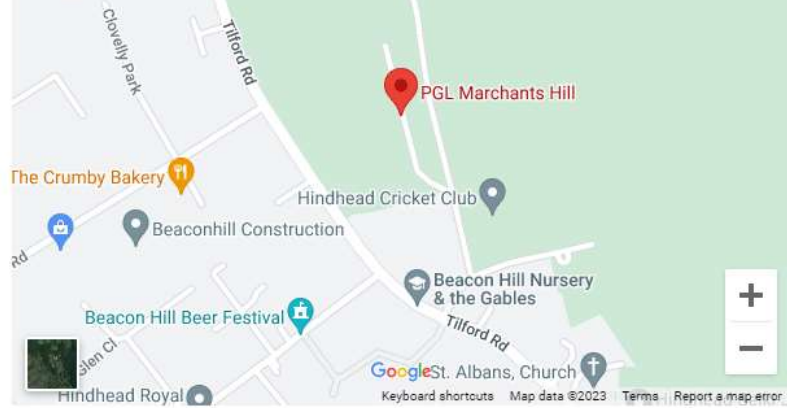 Clovelly Park
Tilford Rd
PGL Marchants Hill
The Crumby Bakery
Hindhead Cricket Club
Beaconhill Construction
Rd
Beacon Hill Nursery
& the Gables
Beacon Hill Beer Festival
Tilford Rd
Glen Cl
Google
St. Albans, Church
Hindhead Royal
Keyboard shortcuts
Map data ©2023
Terms
Report a map error